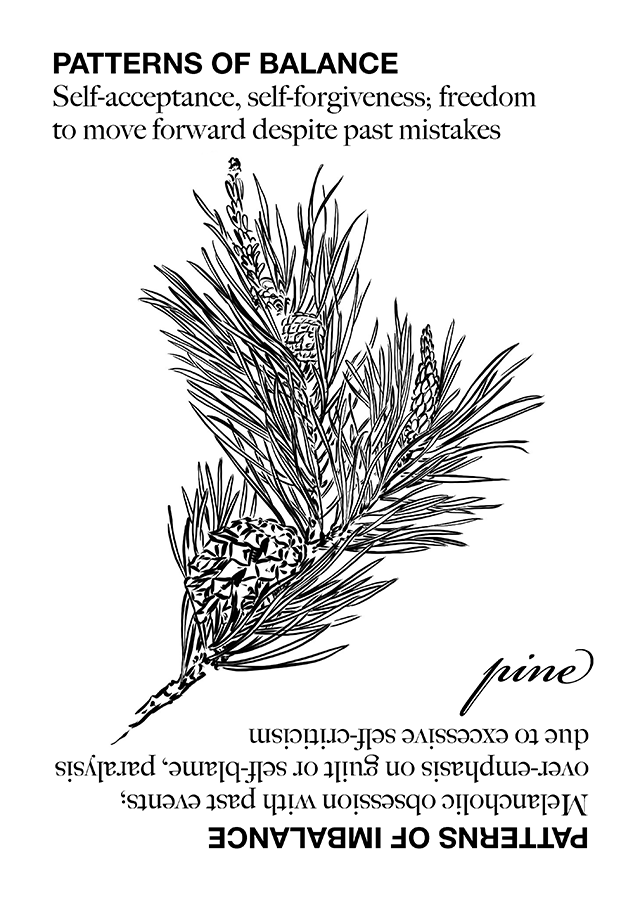 PATTERNS OF BALANCE
Self-acceptance, self-forgiveness; freedom
to move forward despite past mistakes
pine
PATTERNS OF IMBALANCE
Melancholic obsession with past events;
over-emphasis on guilt or self-blame, paralysis
due to excessive self-criticism